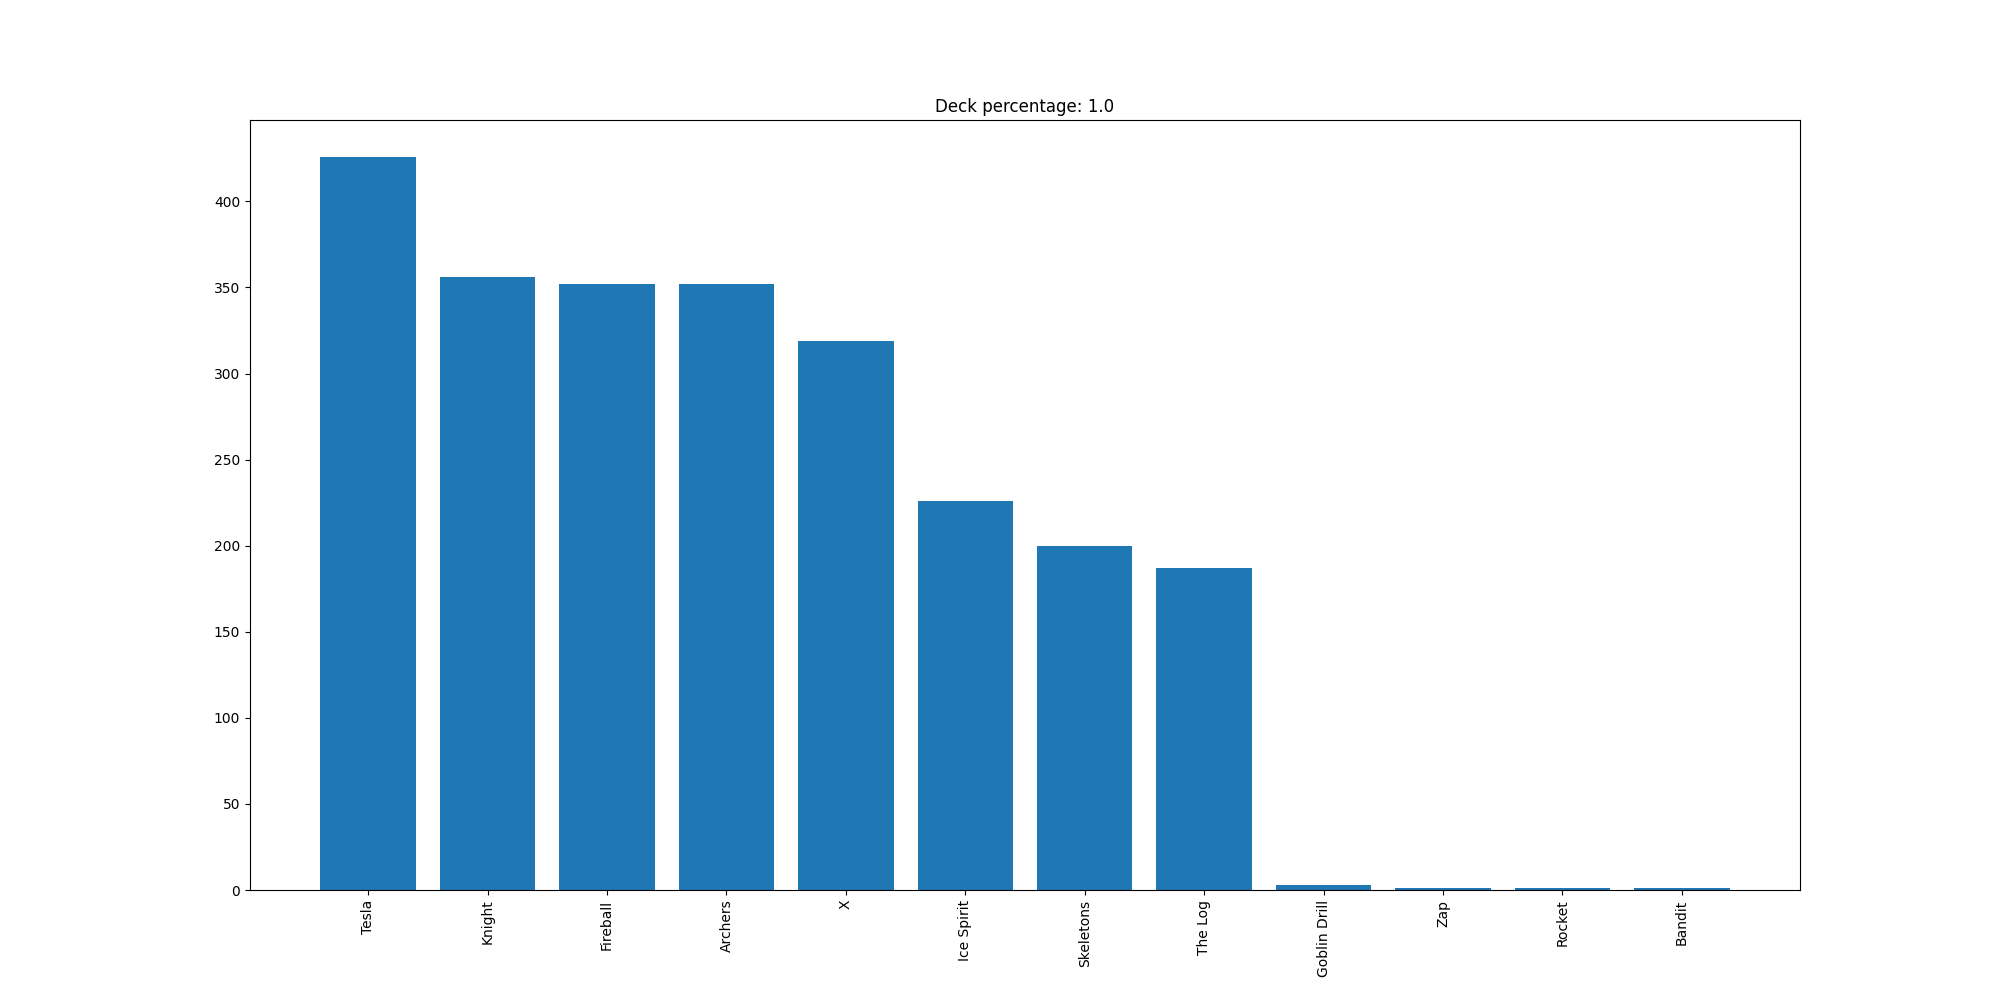 Deck percentage: 1.0
400
350
300
250
200
150
100
50
0
Tesla
Knight
Fireball
Archers
X
Ice Spirit
Skeletons
The Log
Goblin Drill
Zap
Rocket
Bandit